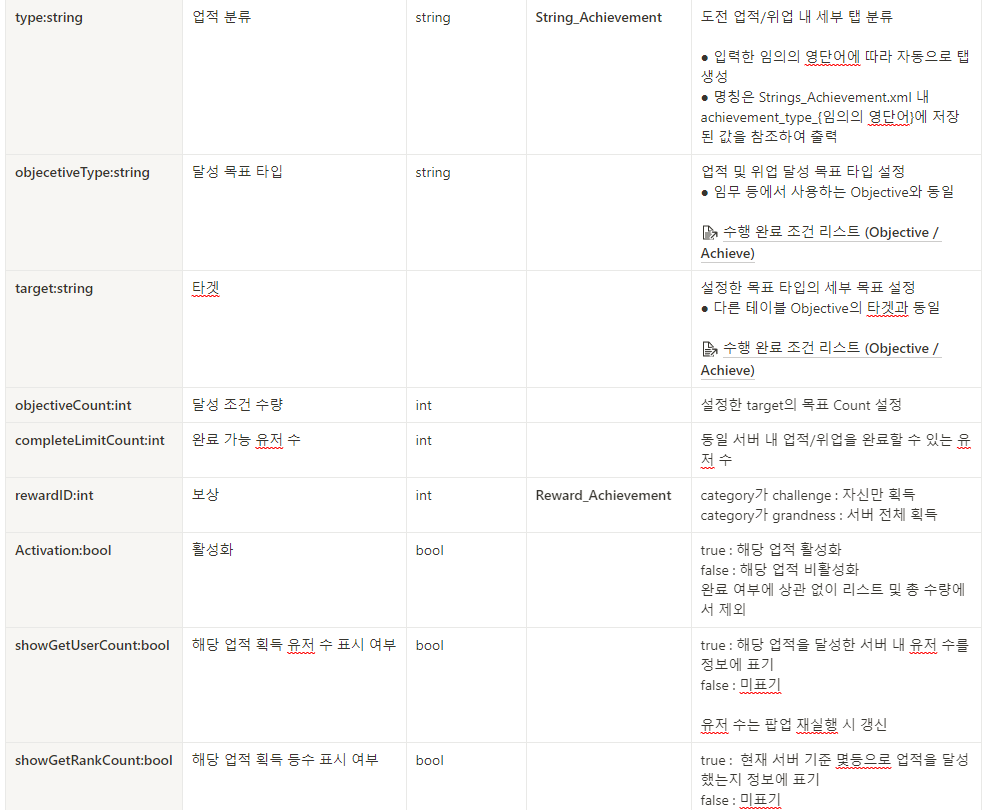 type:string 업적 분류 string String_Achievement 도전 업적/위업 내 세부 탭 분류
● 입력한 임의의 영단어에 따라 자동으로 탭
생성
● 명칭은 Strings_Achievement.xml 내
achievement_type_{임의의 영단어}에 저장
된 값을 참조하여 출력
objecetiveType:string 달성 목표 타입 string 업적 및 위업 달성 목표 타입 설정
● 임무 등에서 사용하는 Objective와 동일
수행 완료 조건 리스트 (Objective /
Achieve)
target:string 타겟 설정한 목표 타입의 세부 목표 설정
● 다른 테이블 Objective의 타겟과 동일
수행 완료 조건 리스트 (Objective /
Achieve)
objectiveCount:int 달성 조건 수량 int 설정한 target의 목표 Count 설정
completeLimitCount:int 완료 가능 유저 수 int 동일 서버 내 업적/위업을 완료할 수 있는 유
저 수
rewardID:int 보상 int Reward_Achievement category가 challenge : 자신만 획득
category가 grandness : 서버 전체 획득
Activation:bool 활성화 bool true : 해당 업적 활성화
false : 해당 업적 비활성화
완료 여부에 상관 없이 리스트 및 총 수량에
서 제외
showGetUserCount:bool 해당 업적 획득 유저 수 표시 여부 bool true : 해당 업적을 달성한 서버 내 유저 수를
정보에 표기
false : 미표기
유저 수는 팝업 재실행 시 갱신
showGetRankCount:bool 해당 업적 획득 등수 표시 여부 bool true : 현재 서버 기준 몇등으로 업적을 달성
했는지 정보에 표기
false : 미표기